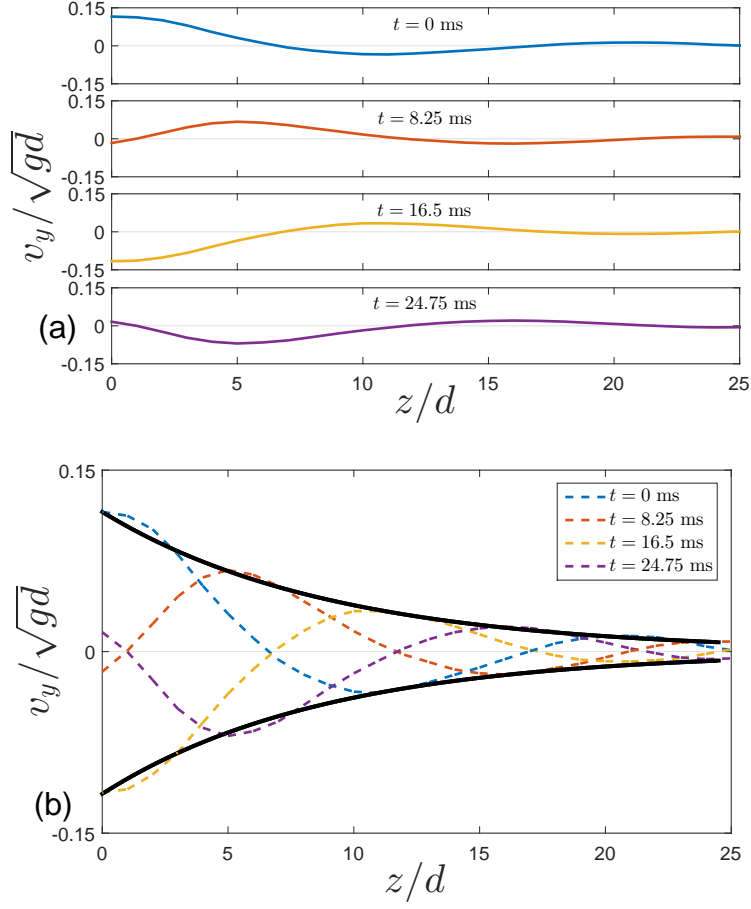 0.15
0
-0.15
t = 0 ms
0.15
0
-0.15
t = 8.25 ms
0.15
0
-0.15
t = 16.5 ms
0.15
0
-0.15
t = 24.75 ms
(a)
0 5 10 15 20 25
z/d
v_y/√gd
0.15
0
-0.15
t = 0 ms
t = 8.25 ms
t = 16.5 ms
t = 24.75 ms
(b)
0 5 10 15 20 25
z/d
v_y/√gd